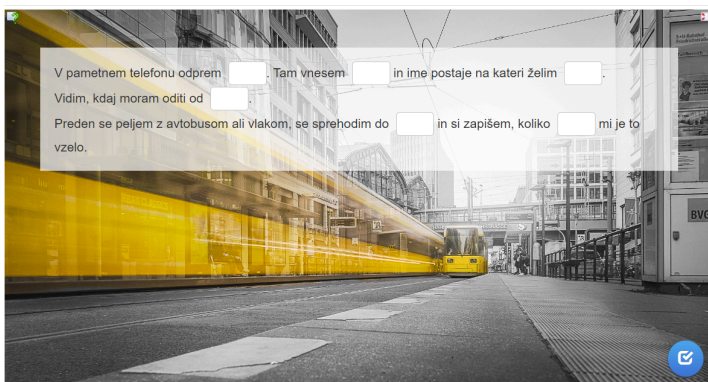 V pametnem telefonu odprem . Tam vnesem in ime postaje na kateri želim .
Vidim, kdaj moram oditi od .
Preden se peljem z avtobusom ali vlakom, se sprehodim do in si zapišem, koliko mi je to
vzelo.
BVG